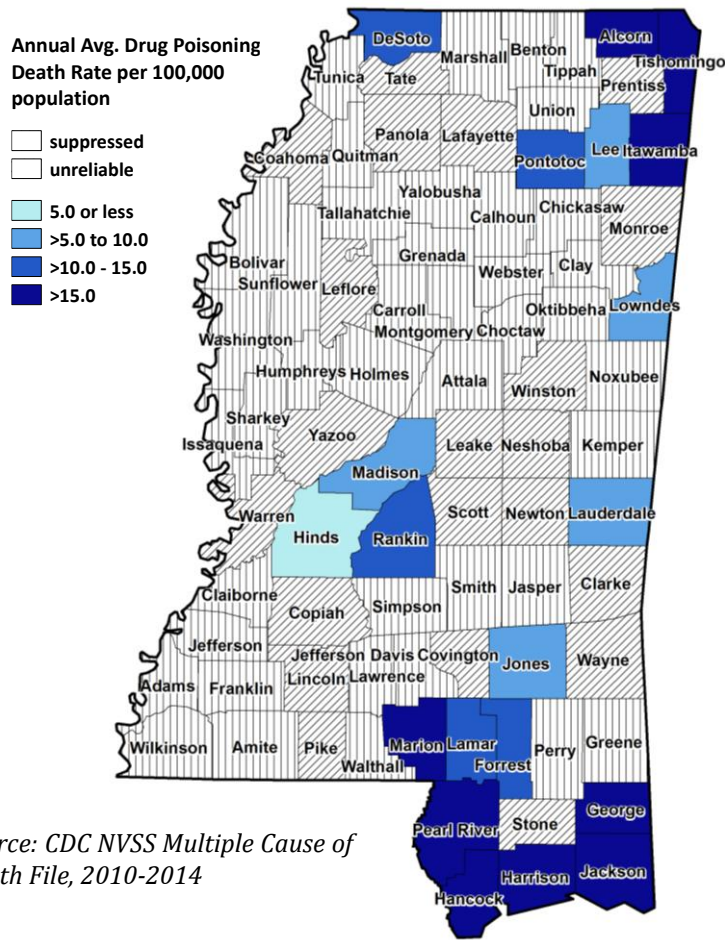 Annual Avg. Drug Poisoning
Death Rate per 100,000
population
suppressed
unreliable
5.0 or less
>5.0 to 10.0
>10.0 - 15.0
>15.0
DeSoto
Marshall
Benton
Tippah
Alcorn
Tishomingo
Tunica
Tate
Prentiss
Union
Panola
Lafayette
Coahoma
Quitman
Pontotoc
Lee
Itawamba
Yalobusha
Tallahatchie
Calhoun
Chickasaw
Monroe
Grenada
Bolivar
Sunflower
Leflore
Webster
Clay
Carroll
Oktibbeha
Lowndes
Montgomery
Choctaw
Washington
Humphreys
Holmes
Attala
Winston
Noxubee
Sharkey
Issaquena
Yazoo
Leake
Neshoba
Kemper
Madison
Warren
Hinds
Rankin
Scott
Newton
Lauderdale
Claiborne
Copiah
Simpson
Smith
Jasper
Clarke
Jefferson
Jefferson Davis
Covington
Jones
Wayne
Lincoln
Lawrence
Adams
Franklin
Wilkinson
Amite
Pike
Walthall
Marion
Lamar
Forrest
Perry
Greene
Pearl River
Stone
George
Hancock
Harrison
Jackson
rce: CDC NVSS Multiple Cause of
th File, 2010-2014